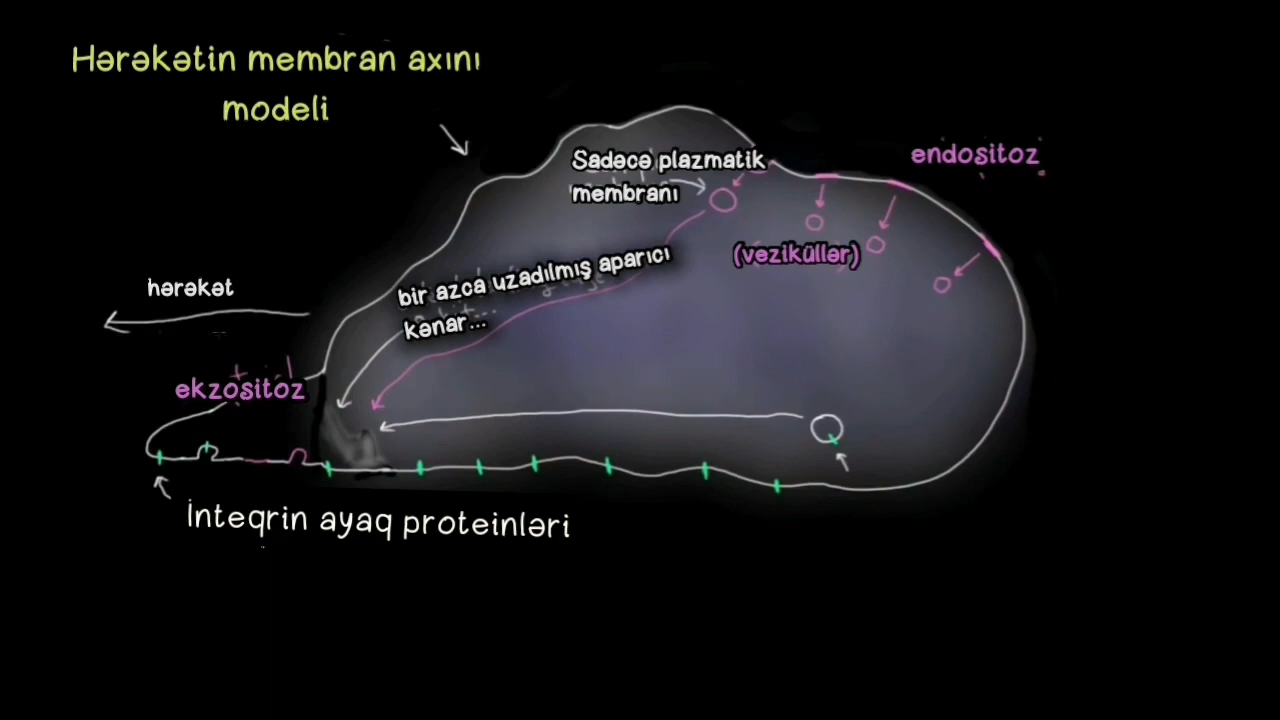 Hərəkətin membran axını
modeli
Sadəcə plazmatik
membranı
endositoz
(veziküllər)
bir azca uzadılmış aparıcı
kənar...
hərəkət
ekzositoz
İnteqrin ayaq proteinləri